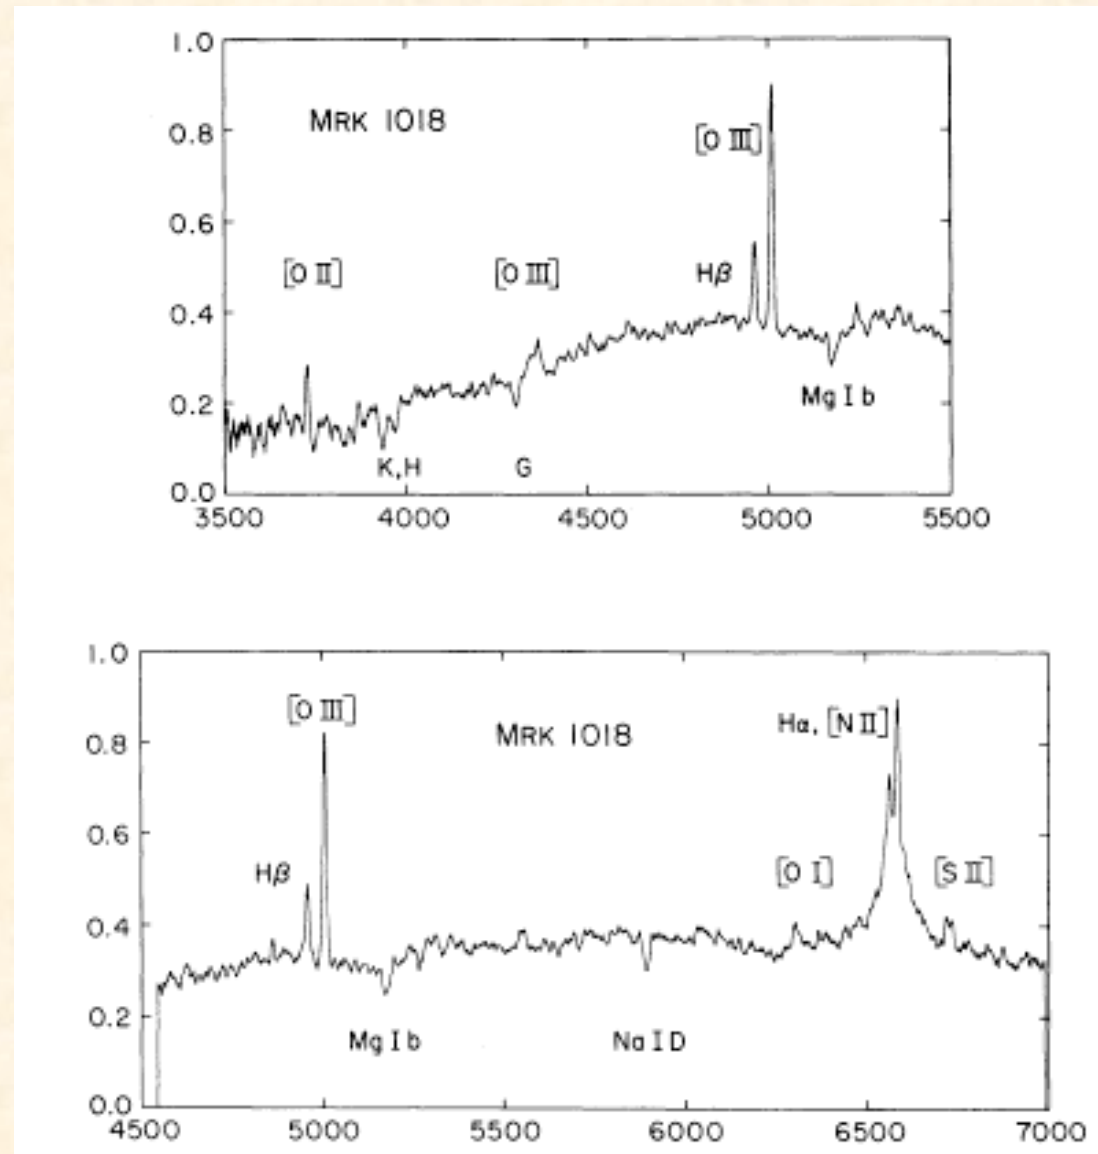 1.0
MRK 1018
[O III]
0.8
0.6
[O II]
[O III]
Hβ
0.4
Mg I b
0.2
K,H
G
0.0
3500 4000 4500 5000 5500
1.0
[O III]
MRK 1018
Hα, [N II]
0.8
0.6
Hβ
[O I]
[S II]
0.4
0.2
Mg I b
Na I D
0.0
4500 5000 5500 6000 6500 7000